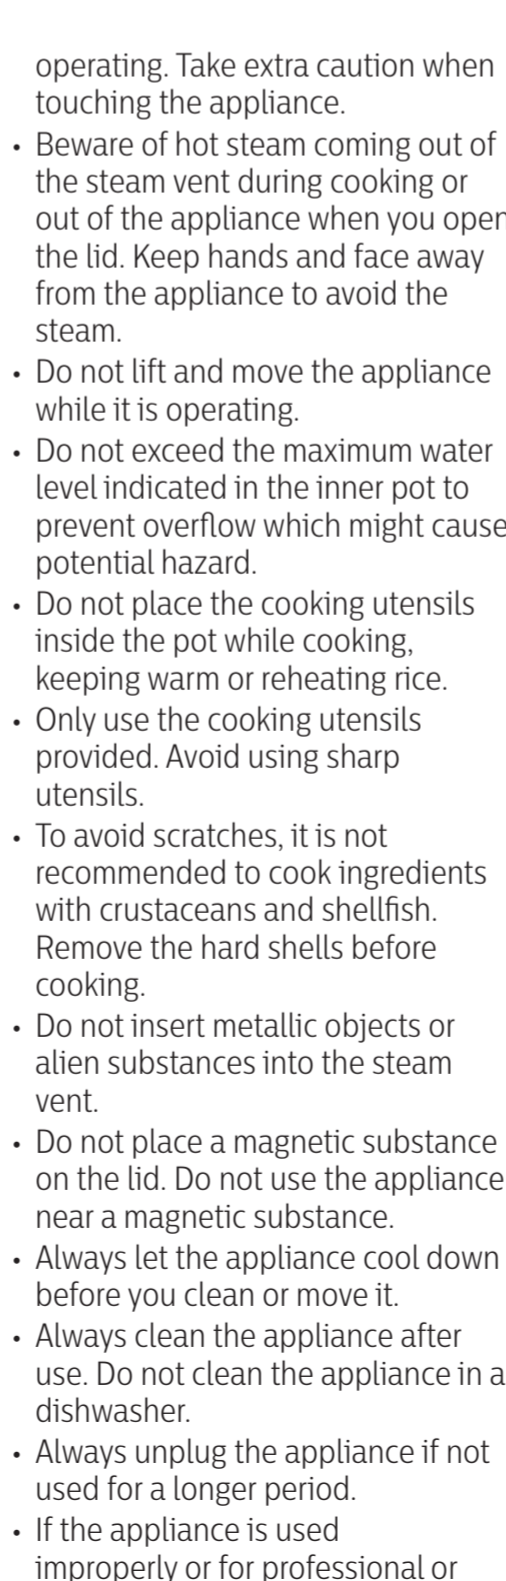 operating. Take extra caution when
touching the appliance.
• Beware of hot steam coming out of
the steam vent during cooking or
out of the appliance when you open
the lid. Keep hands and face away
from the appliance to avoid the
steam.
• Do not lift and move the appliance
while it is operating.
• Do not exceed the maximum water
level indicated in the inner pot to
prevent overflow which might cause
potential hazard.
• Do not place the cooking utensils
inside the pot while cooking,
keeping warm or reheating rice.
• Only use the cooking utensils
provided. Avoid using sharp
utensils.
• To avoid scratches, it is not
recommended to cook ingredients
with crustaceans and shellfish.
Remove the hard shells before
cooking.
• Do not insert metallic objects or
alien substances into the steam
vent.
• Do not place a magnetic substance
on the lid. Do not use the appliance
near a magnetic substance.
• Always let the appliance cool down
before you clean or move it.
• Always clean the appliance after
use. Do not clean the appliance in a
dishwasher.
• Always unplug the appliance if not
used for a longer period.
• If the appliance is used
improperly or for professional or